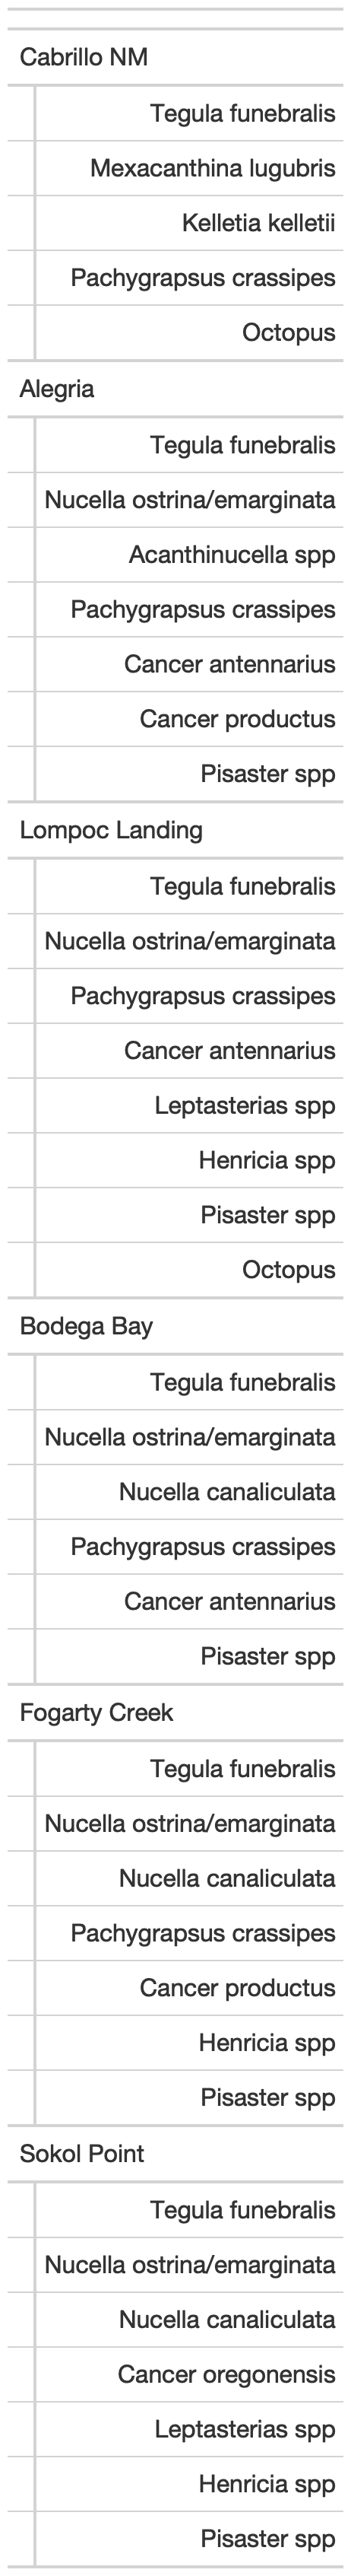 Cabrillo NM
Tegula funebralis
Mexacanthina lugubris
Kelletia kelletii
Pachygrapsus crassipes
Octopus
Alegria
Tegula funebralis
Nucella ostrina/emarginata
Acanthinucella spp
Pachygrapsus crassipes
Cancer antennarius
Cancer productus
Pisaster spp
Lompoc Landing
Tegula funebralis
Nucella ostrina/emarginata
Pachygrapsus crassipes
Cancer antennarius
Leptasterias spp
Henricia spp
Pisaster spp
Octopus
Bodega Bay
Tegula funebralis
Nucella ostrina/emarginata
Nucella canaliculata
Pachygrapsus crassipes
Cancer antennarius
Pisaster spp
Fogarty Creek
Tegula funebralis
Nucella ostrina/emarginata
Nucella canaliculata
Pachygrapsus crassipes
Cancer productus
Henricia spp
Pisaster spp
Sokol Point
Tegula funebralis
Nucella ostrina/emarginata
Nucella canaliculata
Cancer oregonensis
Leptasterias spp
Henricia spp
Pisaster spp